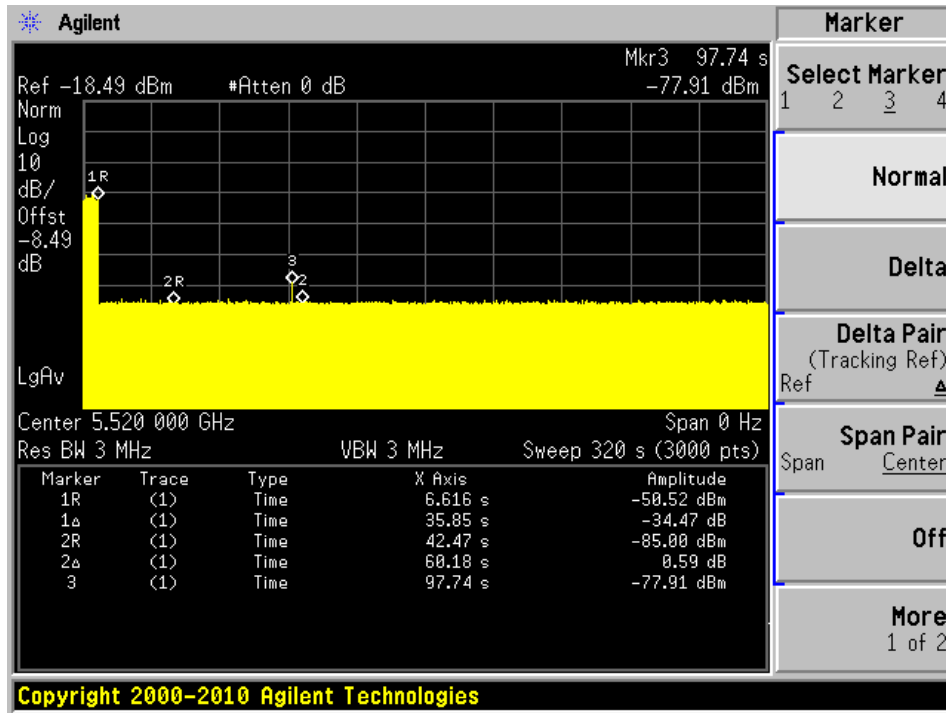 Agilent
Marker
Mkr3 97.74 s
Ref -18.49 dBm #Atten 0 dB -77.91 dBm
Norm
Log
10
dB/
Offst
-8.49
dB
1R
2R
3
2
LgAv
Center 5.520 000 GHz Span 0 Hz
Res BW 3 MHz VBW 3 MHz Sweep 320 s (3000 pts)
Marker Trace Type X Axis Amplitude
1R (1) Time 6.616 s -50.52 dBm
1Δ (1) Time 35.85 s -34.47 dB
2R (1) Time 42.47 s -85.00 dBm
2Δ (1) Time 60.18 s 0.59 dB
3 (1) Time 97.74 s -77.91 dBm
Select Marker
1 2 3 4
Normal
Delta
Delta Pair
(Tracking Ref)
Ref Δ
Span Pair
Span Center
Off
More
1 of 2
Copyright 2000-2010 Agilent Technologies